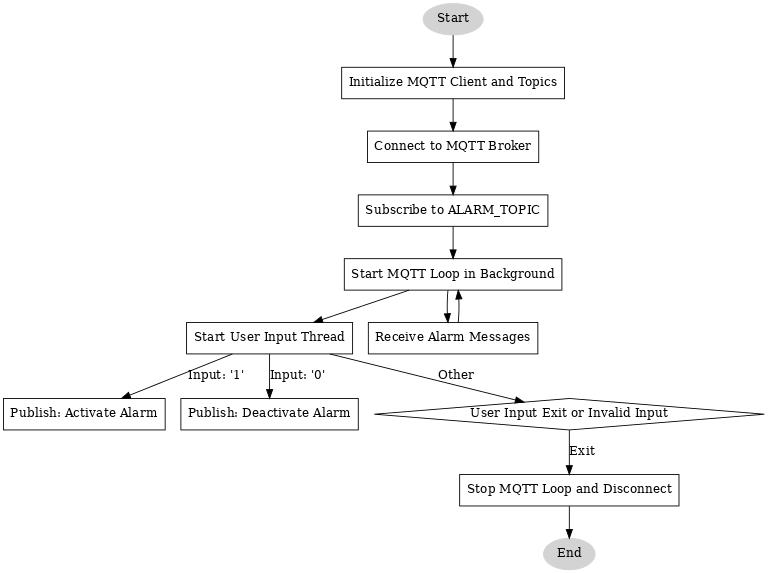 Start
Initialize MQTT Client and Topics
Connect to MQTT Broker
Subscribe to ALARM_TOPIC
Start MQTT Loop in Background
Start User Input Thread
Receive Alarm Messages
Input: '1'
Input: '0'
Other
Publish: Activate Alarm
Publish: Deactivate Alarm
User Input Exit or Invalid Input
Exit
Stop MQTT Loop and Disconnect
End